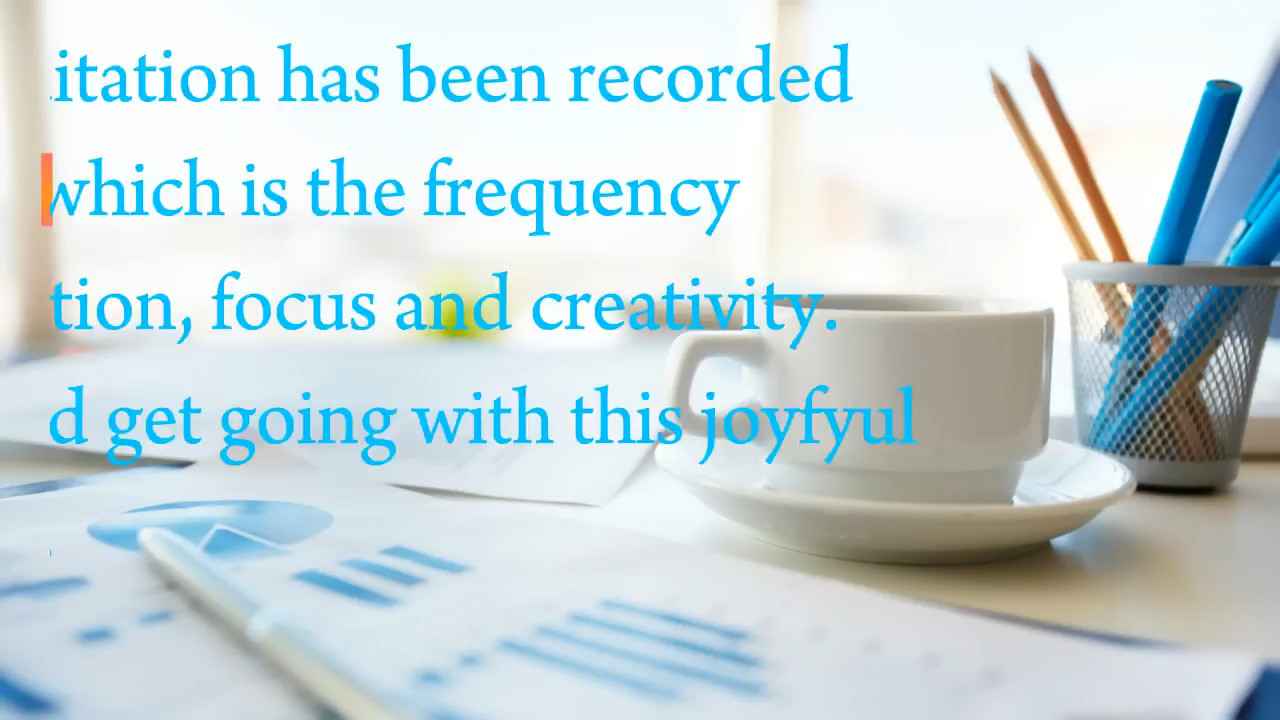 itation has been recorded
which is the frequency
tion, focus and creativity.
d get going with this joyfyul